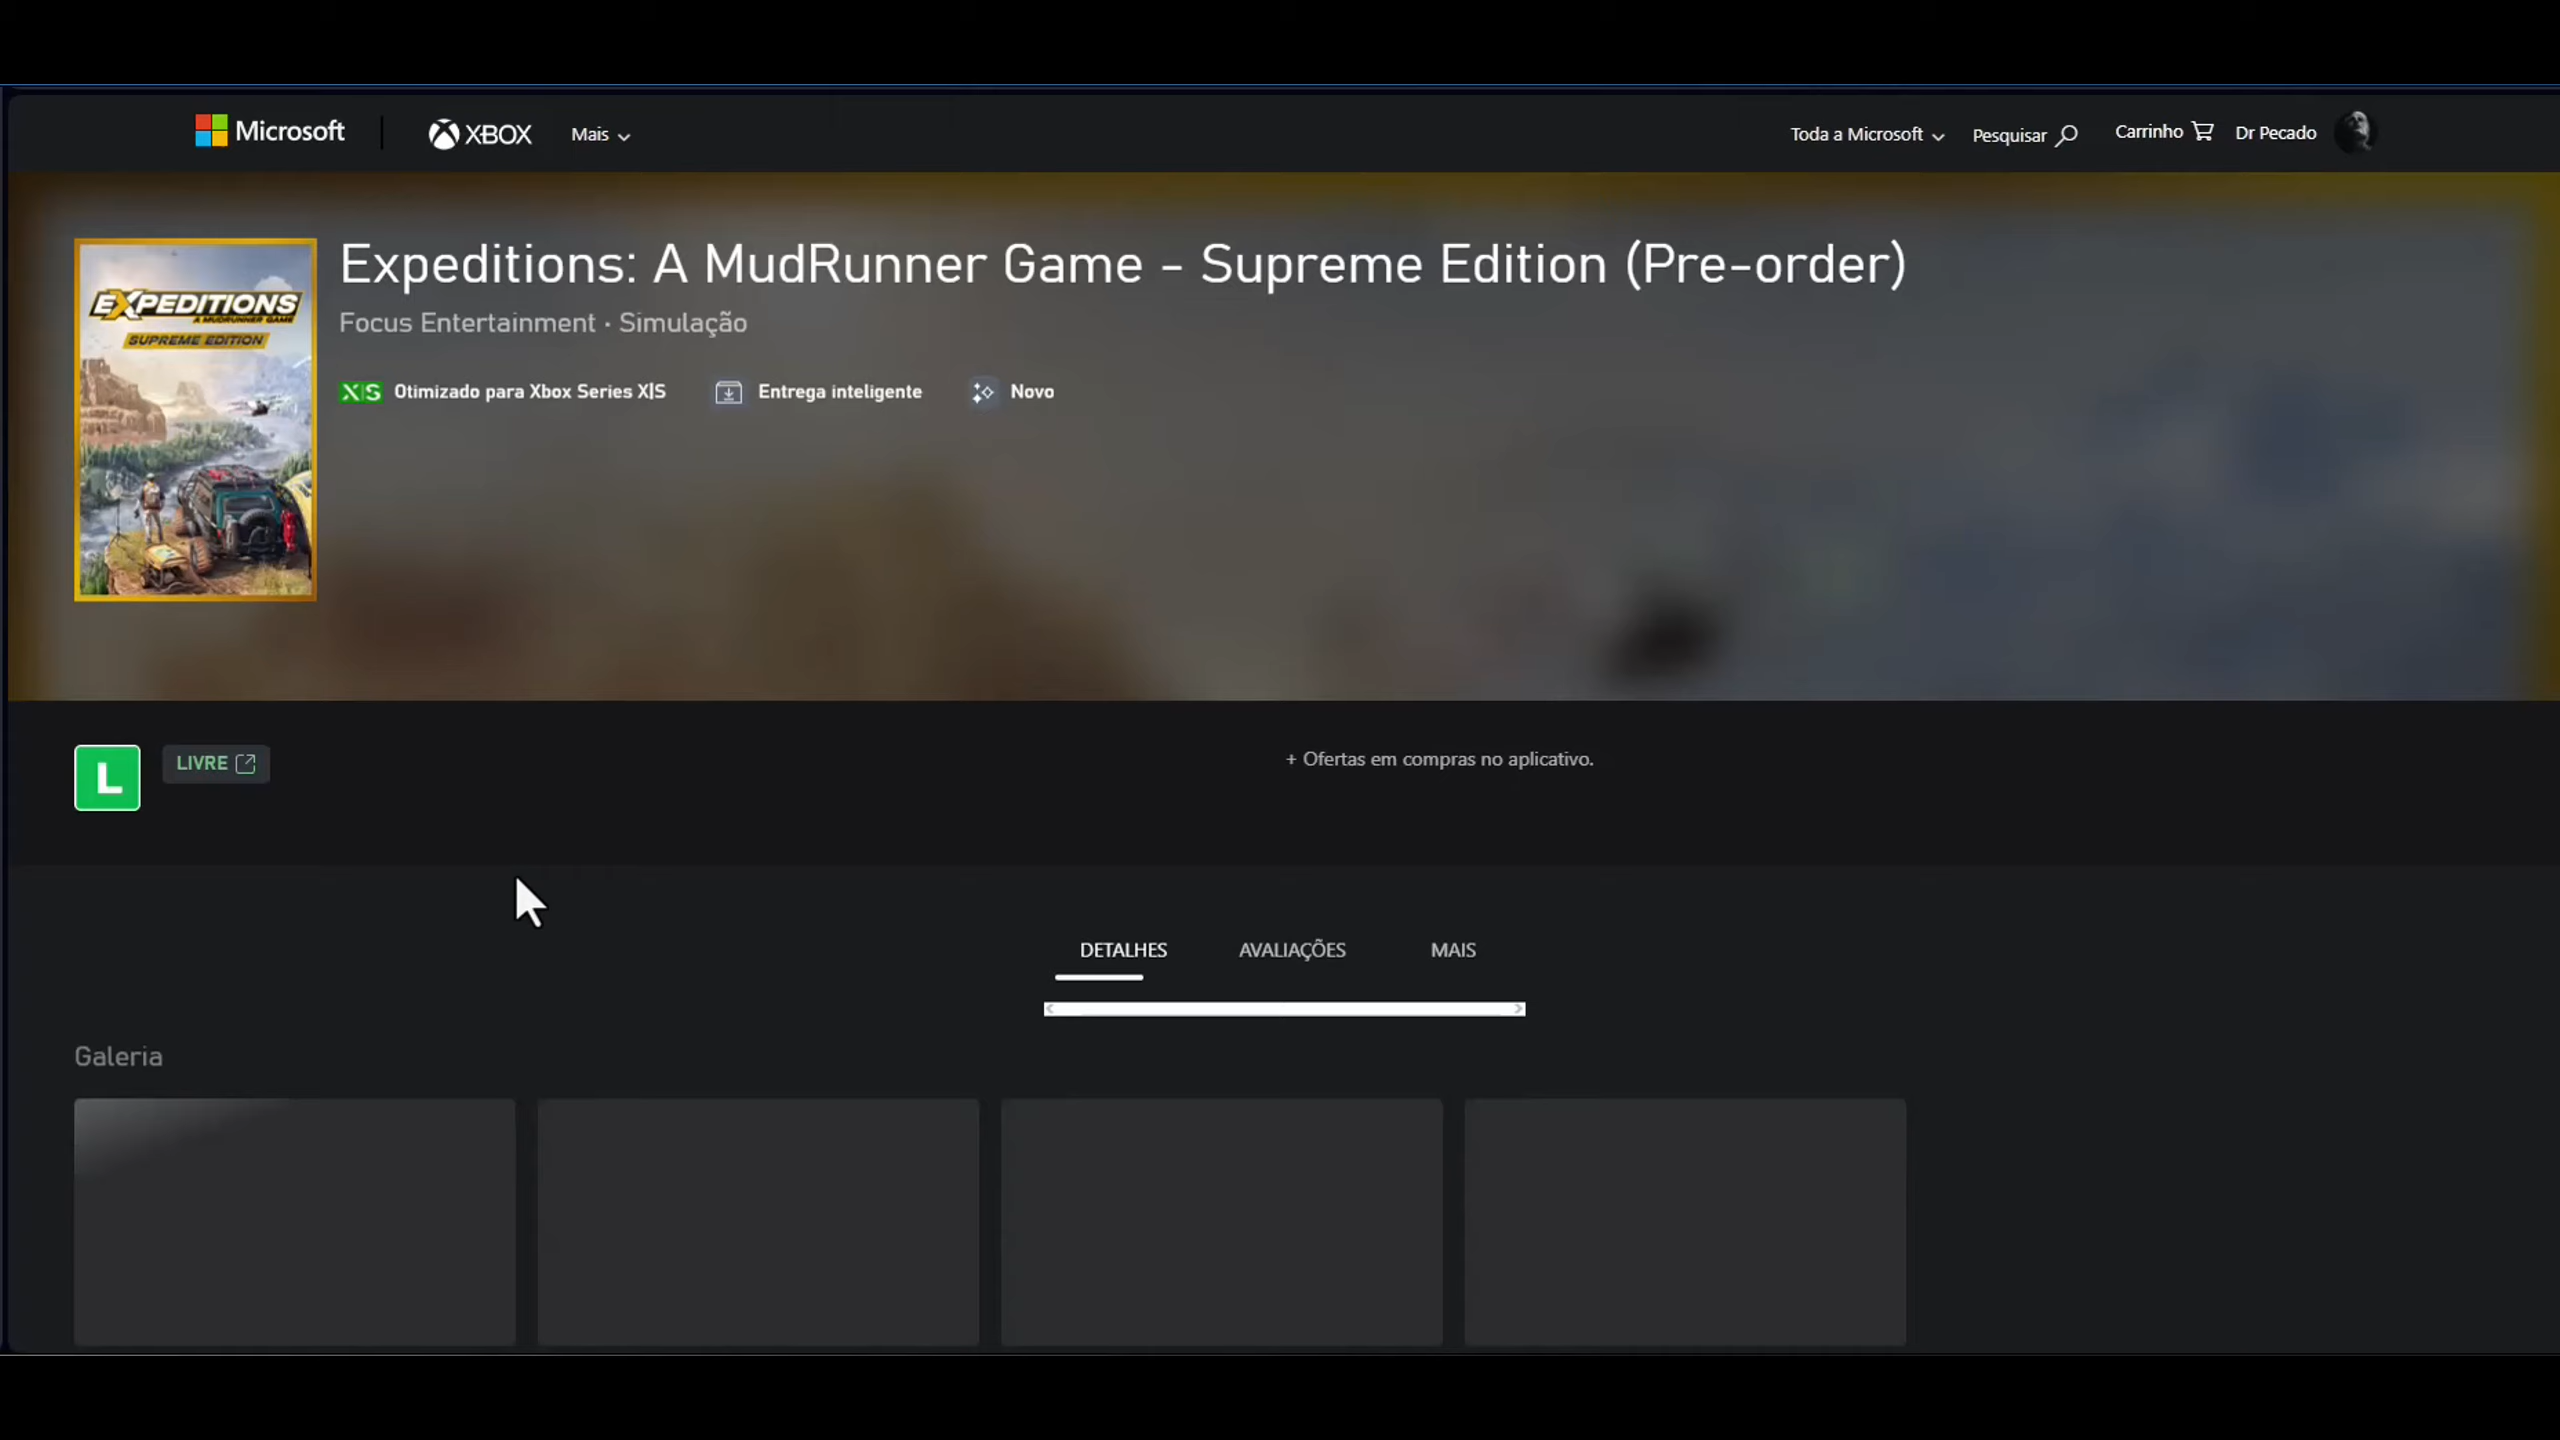 Microsoft
XBOX
Mais
Toda a Microsoft
Pesquisar
Carrinho
Dr Pecado
Expeditions: A MudRunner Game - Supreme Edition (Pre-order)
Focus Entertainment • Simulação
X|S Otimizado para Xbox Series X|S
Entrega inteligente
Novo
EXPEDITIONS
A MUDRUNNER GAME
SUPREME EDITION
L
LIVRE
+ Ofertas em compras no aplicativo.
DETALHES
AVALIAÇÕES
MAIS
Galeria